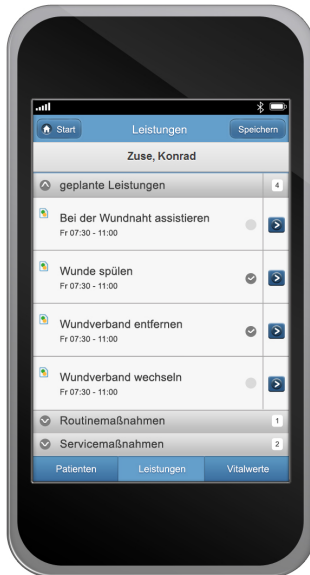 Start Leistungen Speichern
Zuse, Konrad
geplante Leistungen 4
Bei der Wundnaht assistieren
Fr 07:30 - 11:00
Wunde spülen
Fr 07:30 - 11:00
Wundverband entfernen
Fr 07:30 - 11:00
Wundverband wechseln
Fr 07:30 - 11:00
Routinemaßnahmen 1
Servicemaßnahmen 2
Patienten Leistungen Vitalwerte